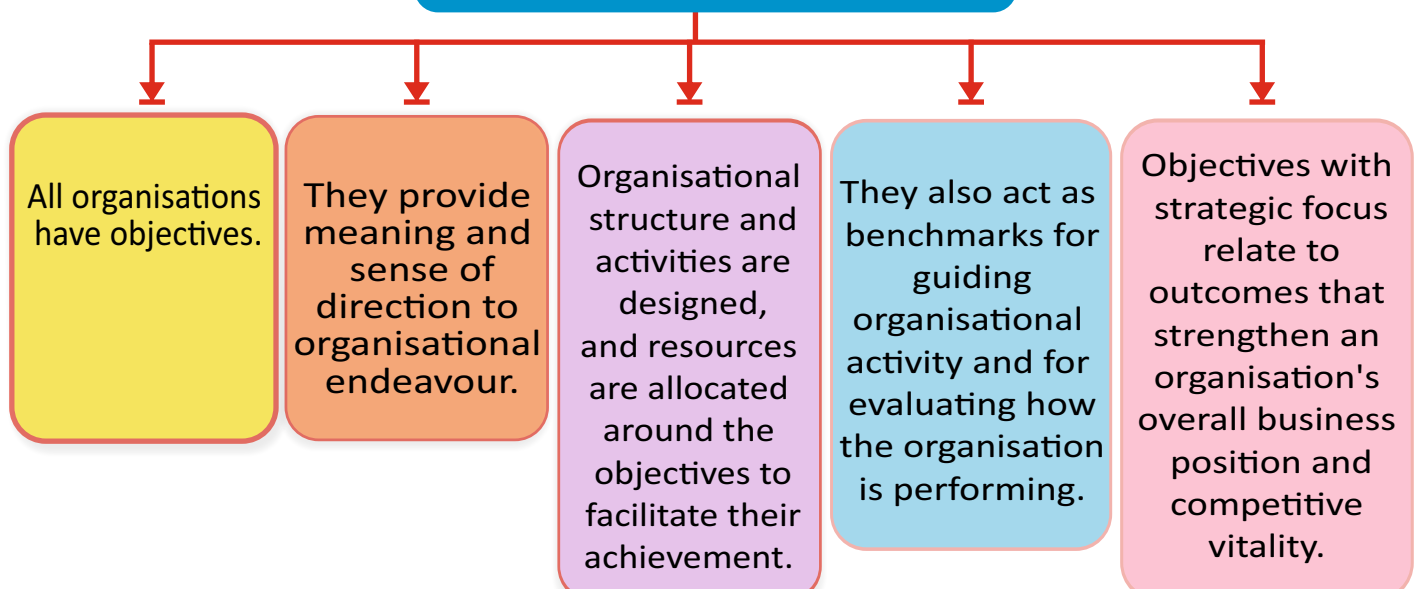 All organisations
have objectives.
They provide
meaning and
sense of
direction to
organisational
endeavour.
Organisational
structure and
activities are
designed,
and resources
are allocated
around the
objectives to
facilitate their
achievement.
They also act as
benchmarks for
guiding
organisational
activity and for
evaluating how
the organisation
is performing.
Objectives with
strategic focus
relate to
outcomes that
strengthen an
organisation's
overall business
position and
competitive
vitality.